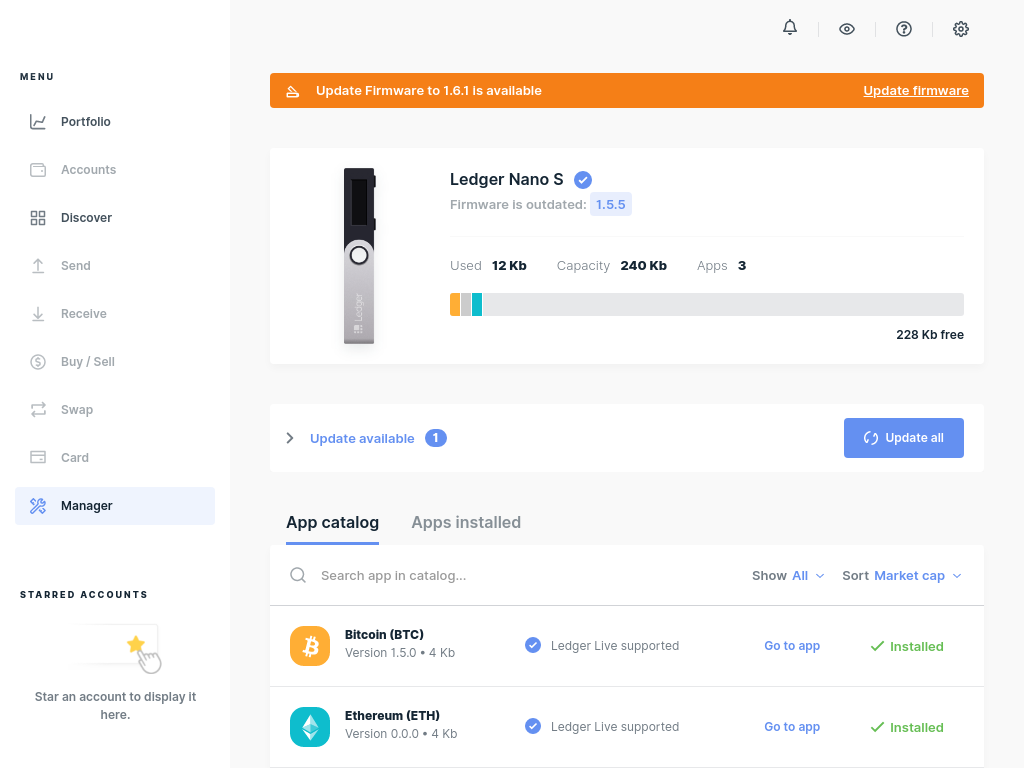 MENU
Portfolio
Accounts
Discover
Send
Receive
Buy / Sell
Swap
Card
Manager
STARRED ACCOUNTS
Star an account to display it
here.
Update Firmware to 1.6.1 is available
Update firmware
Ledger
Ledger Nano S
Firmware is outdated: 1.5.5
Used 12 Kb Capacity 240 Kb Apps 3
228 Kb free
Update available 1
Update all
App catalog Apps installed
Search app in catalog...
Show All Sort Market cap
Bitcoin (BTC)
Version 1.5.0 • 4 Kb
Ledger Live supported
Go to app
Installed
Ethereum (ETH)
Version 0.0.0 • 4 Kb
Ledger Live supported
Go to app
Installed